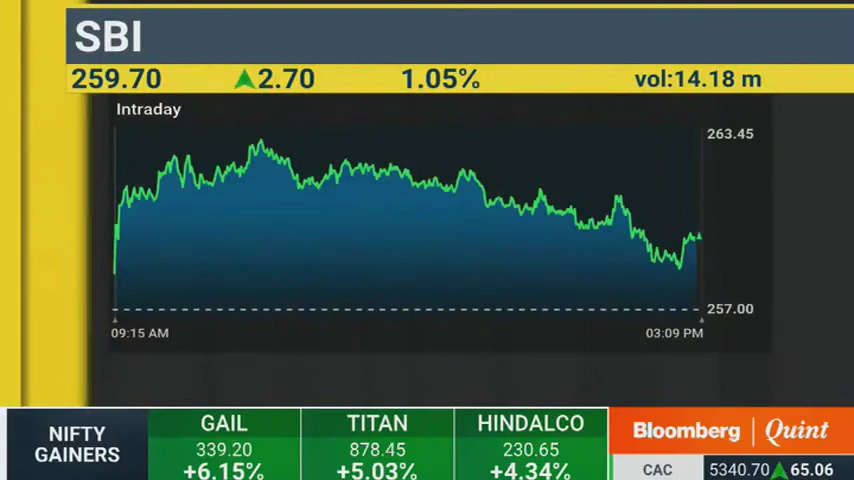 SBI
259.70 ▲2.70 1.05% vol:14.18 m
Intraday
263.45
257.00
09:15 AM 03:09 PM
NIFTY GAINERS
GAIL
339.20
+6.15%
TITAN
878.45
+5.03%
HINDALCO
230.65
+4.34%
Bloomberg | Quint
CAC 5340.70 ▲ 65.06